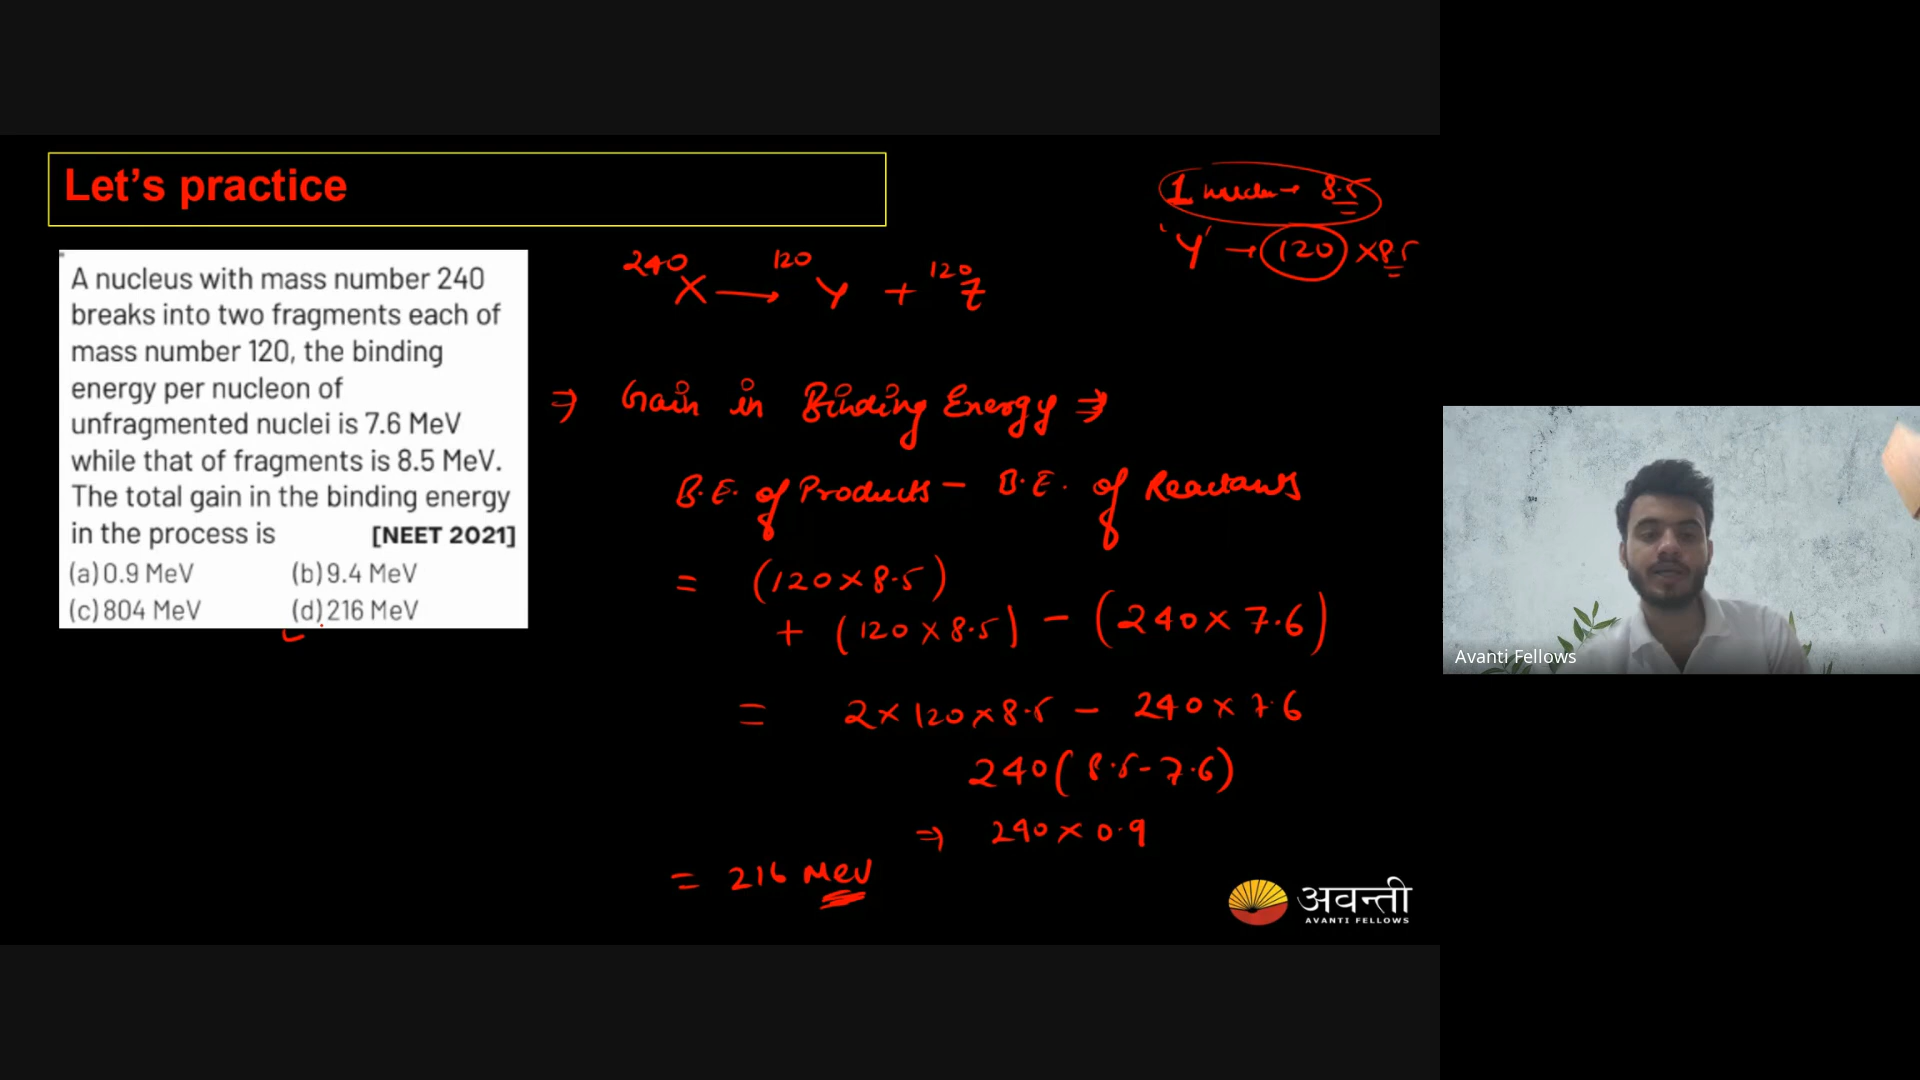 Let's practice
A nucleus with mass number 240
breaks into two fragments each of
mass number 120, the binding
energy per nucleon of
unfragmented nuclei is 7.6 MeV
while that of fragments is 8.5 MeV.
The total gain in the binding energy
in the process is [NEET 2021]
(a) 0.9 MeV (b) 9.4 MeV
(c) 804 MeV (d) 216 MeV
1 → 8.5
'Y' → 120 × 8.5
240 X → 120 Y + 120 Z
⇒ Gain in Binding Energy ⇒
B.E. of Products - B.E. of Reactants
= (120 × 8.5)
+ (120 × 8.5) - (240 × 7.6)
= 2 × 120 × 8.5 - 240 × 7.6
240 (8.5 - 7.6)
⇒ 240 × 0.9
= 216 MeV
अवन्ती
AVANTI FELLOWS
Avanti Fellows